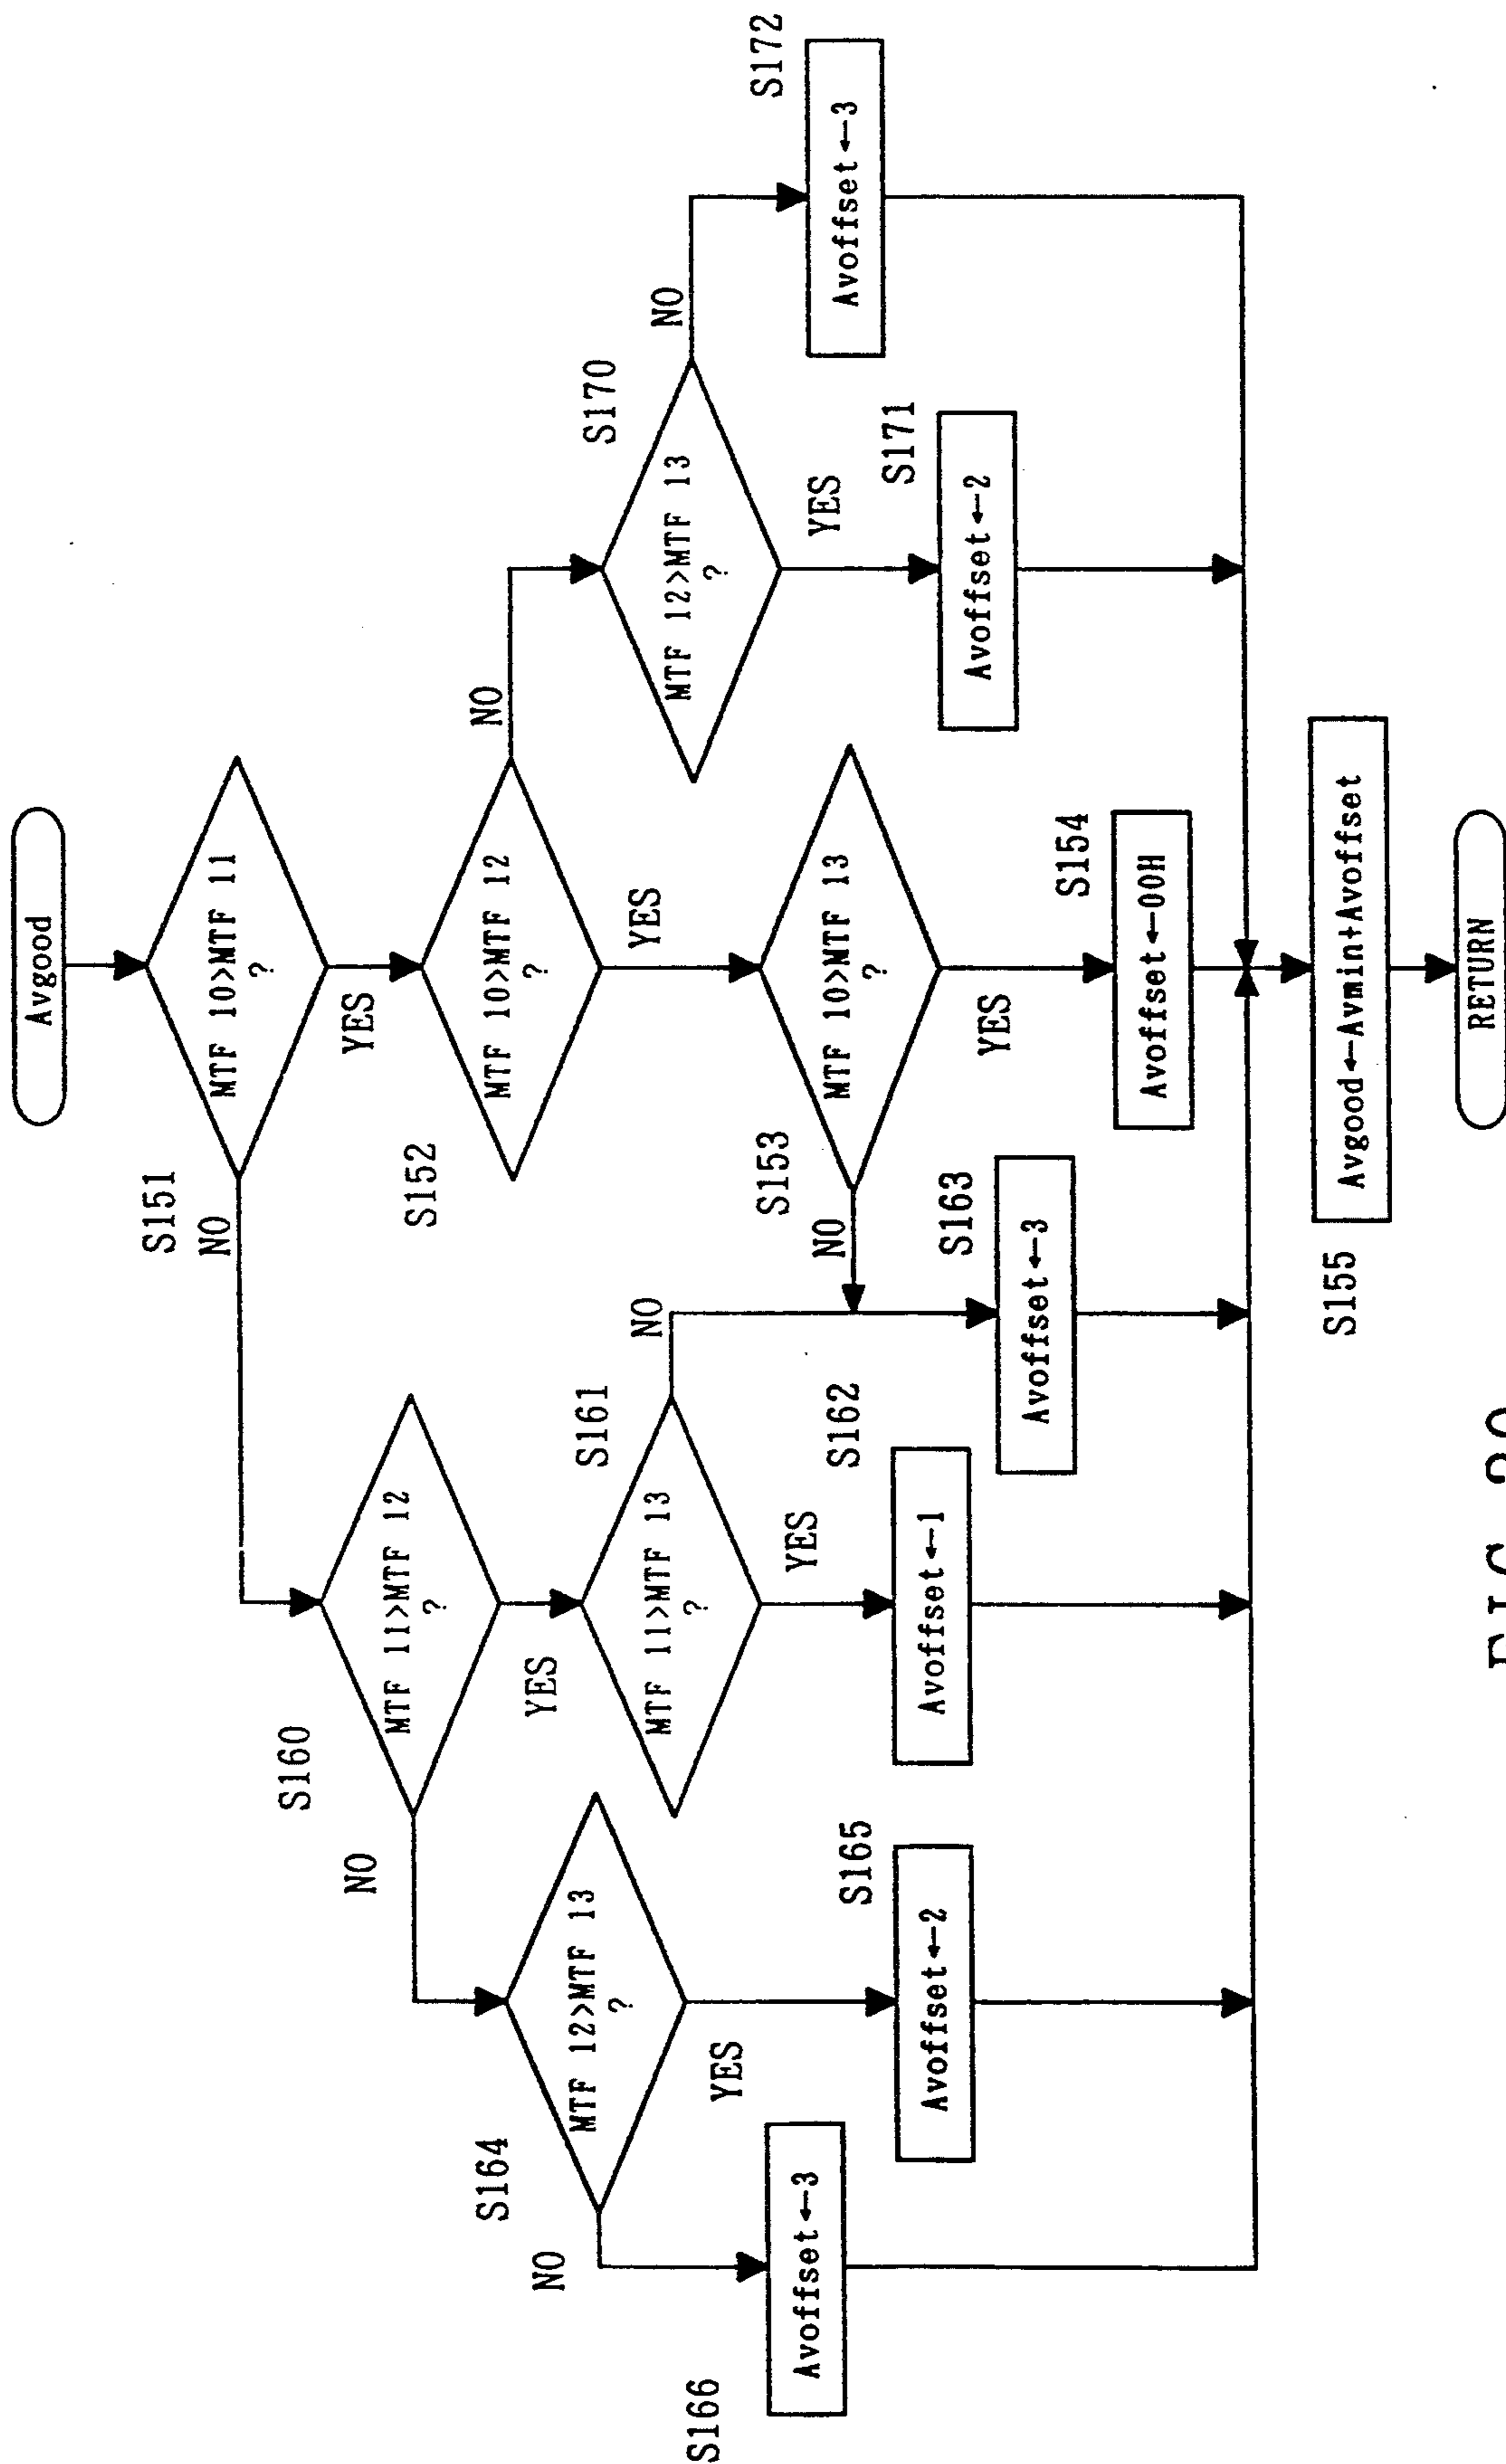 Avgood
S151
MTF 10>MTF 11
?
NO
YES
S152
MTF 10>MTF 12
?
NO
YES
S160
MTF 11>MTF 12
?
NO
YES
S170
MTF 12>MTF 13
?
NO
YES
S153
MTF 10>MTF 13
?
NO
YES
S161
MTF 11>MTF 13
?
NO
YES
S164
MTF 12>MTF 13
?
NO
YES
S166
Avoffset←3
S165
Avoffset←2
S162
Avoffset←1
S163
Avoffset←3
S154
Avoffset←00H
S171
Avoffset←2
S172
Avoffset←3
S155
Avgood←Avmint+Avoffset
RETURN